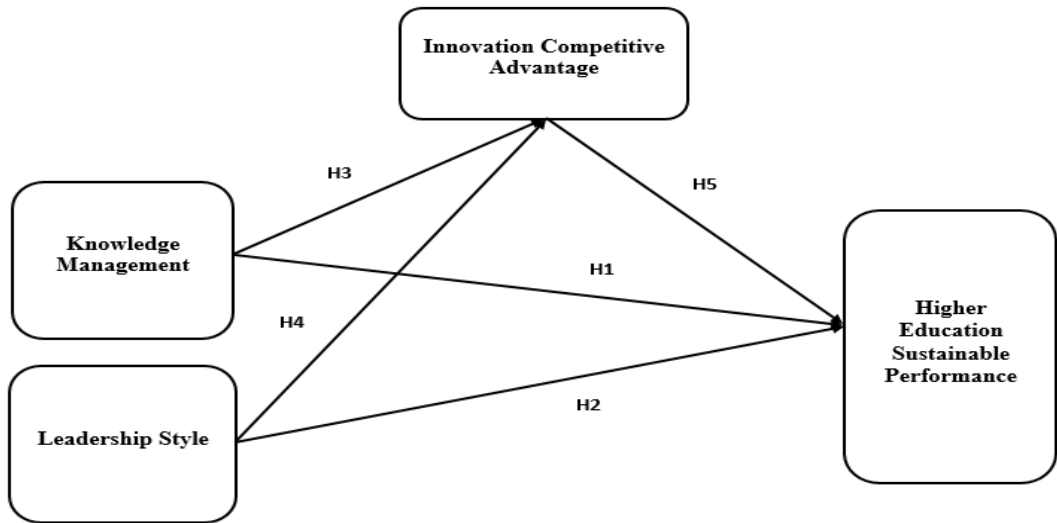 Innovation Competitive
Advantage
H3
H5
Knowledge
Management
H1
H4
Higher
Education
Sustainable
Performance
H2
Leadership Style